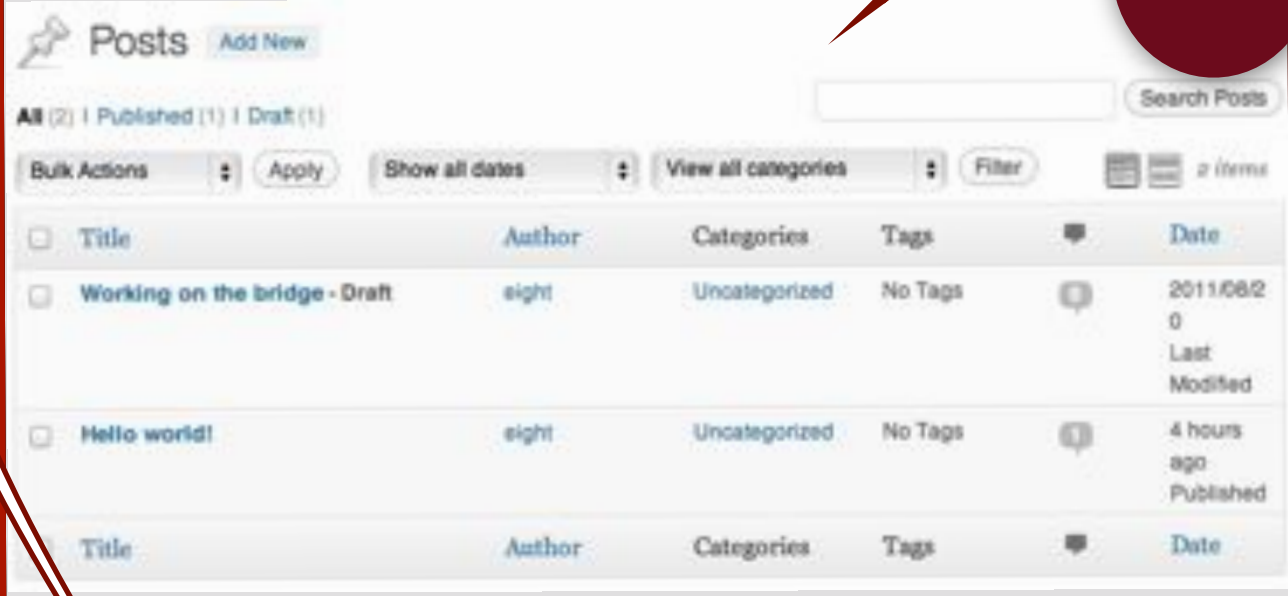 Posts Add New
All (2) | Published (1) | Draft (1)
Search Posts
Bulk Actions Apply Show all dates View all categories Filter 2 items
Title Author Categories Tags Date
Working on the bridge - Draft eight Uncategorized No Tags 2011/08/2
0
Last
Modified
Hello world! eight Uncategorized No Tags 4 hours
ago
Published
Title Author Categories Tags Date